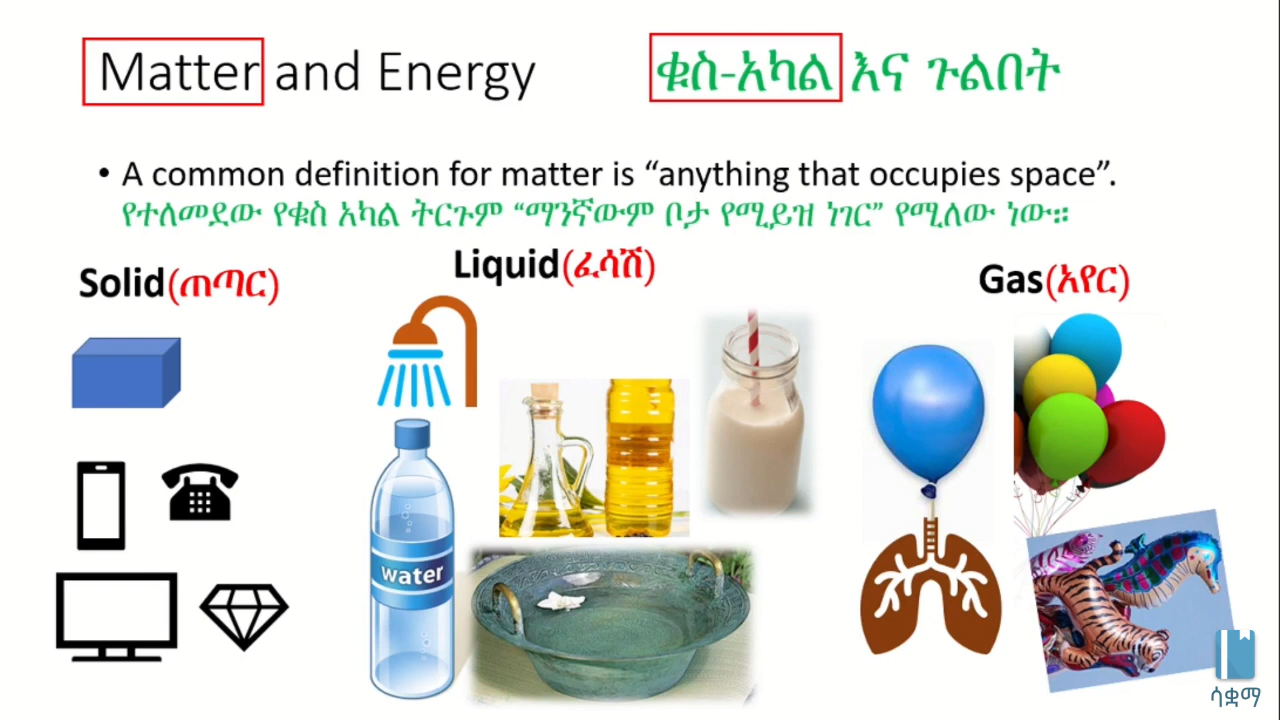 Matter and Energy ቁስ-አካል እና ጉልበት
• A common definition for matter is “anything that occupies space”.
የተለመደው የቁስ አካል ትርጉም “ማንኛውም ቦታ የሚይዝ ነገር” የሚለው ነው።
Solid(ጠጣር)
Liquid(ፈሳሽ)
Gas(አየር)
water
ሳቋማ